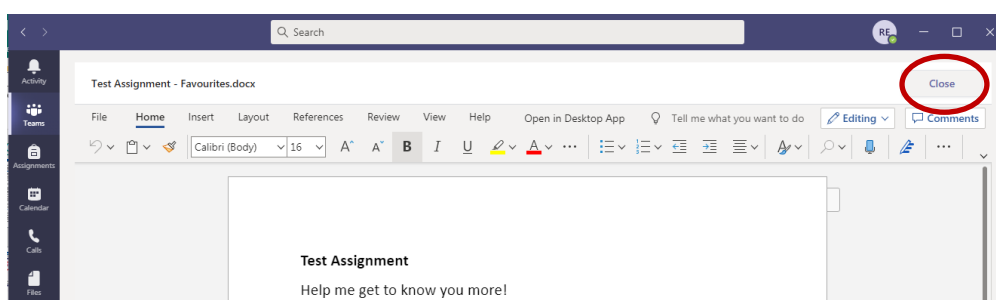 Search
RE
Activity
Teams
Assignments
Calendar
Calls
Files
Test Assignment - Favourites.docx
Close
File Home Insert Layout References Review View Help Open in Desktop App Tell me what you want to do Editing Comments
Calibri (Body) 16 A A B I U A
Test Assignment
Help me get to know you more!